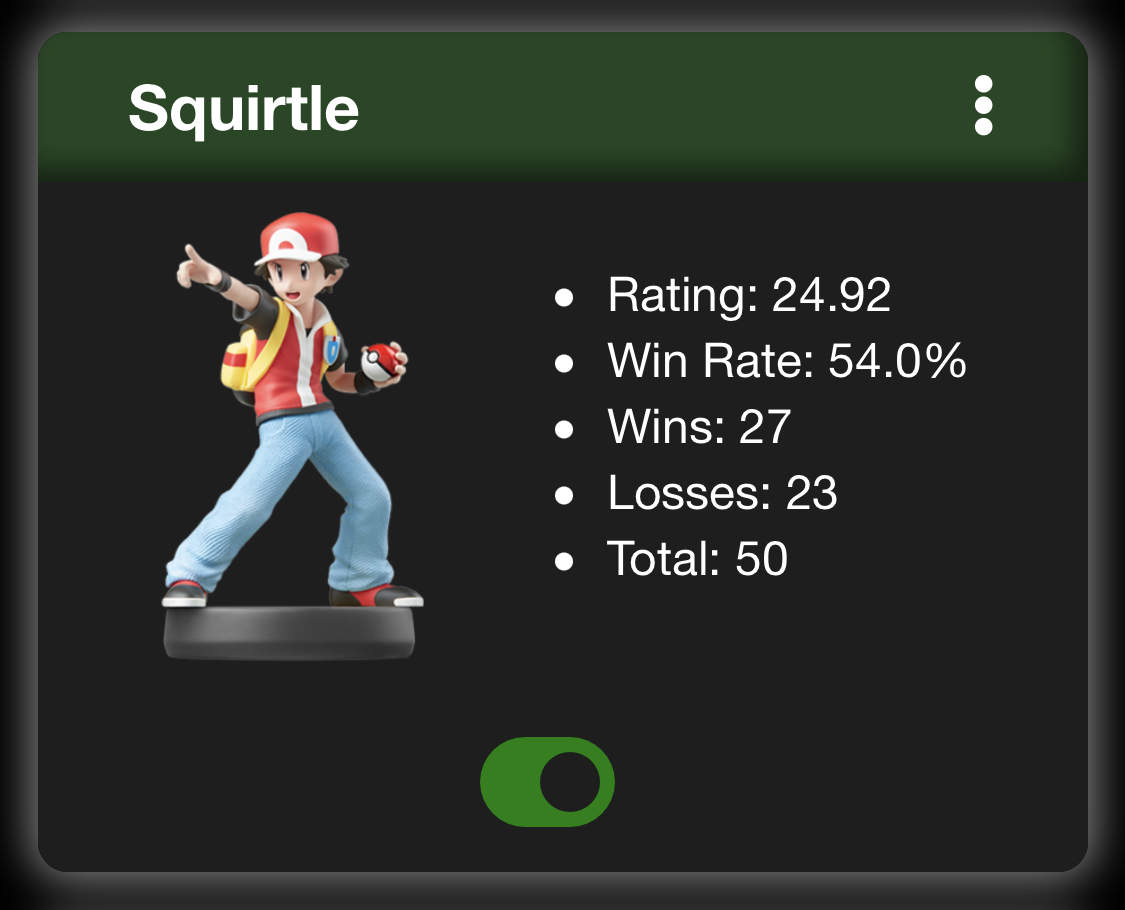 Squirtle
Rating: 24.92
Win Rate: 54.0%
Wins: 27
Losses: 23
Total: 50